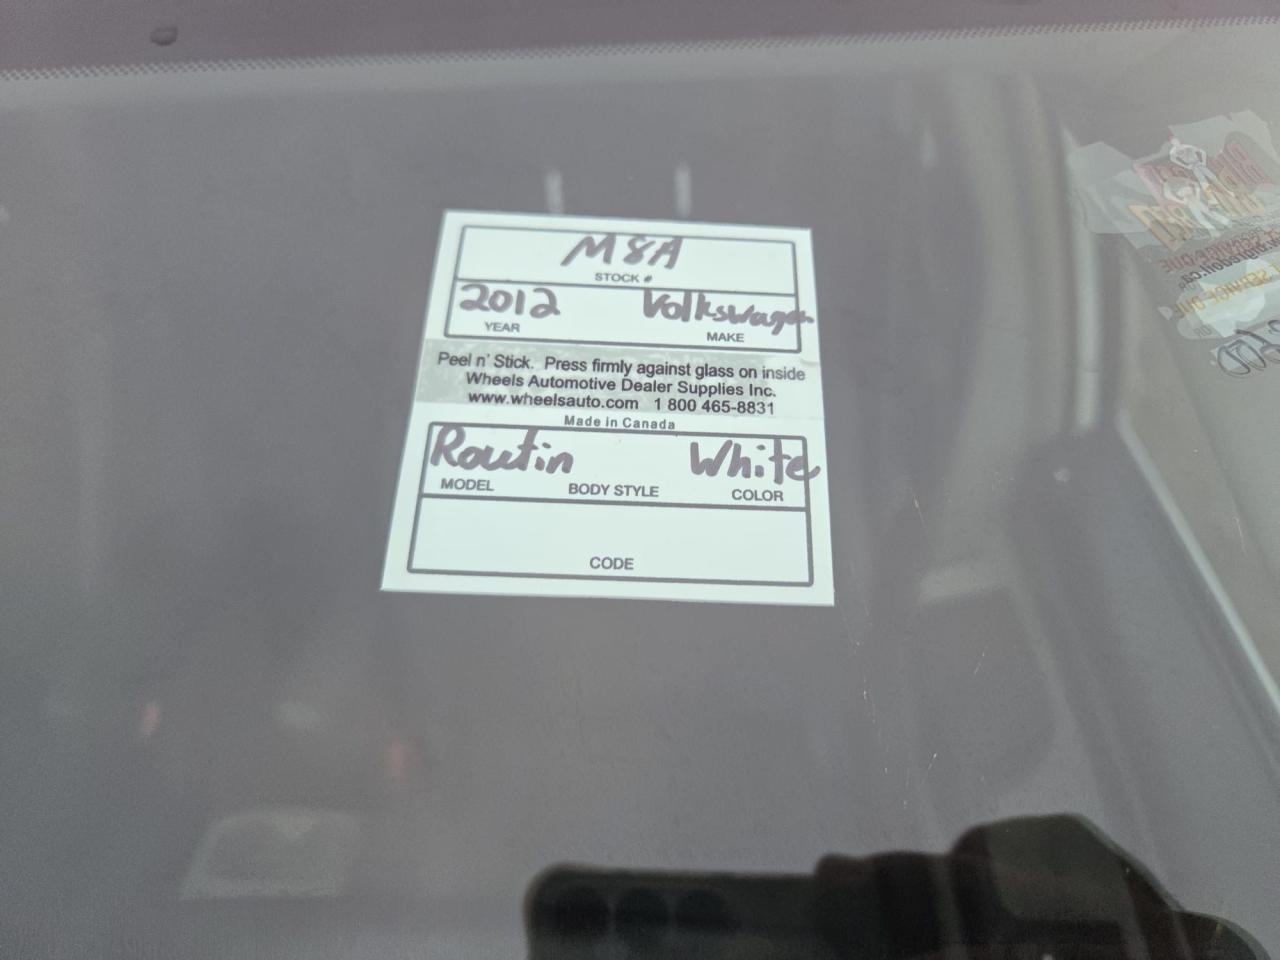 M8A
STOCK #
2012 Volkswagen
YEAR MAKE
Peel n' Stick. Press firmly against glass on inside
Wheels Automotive Dealer Supplies Inc.
www.wheelsauto.com 1 800 465-8831
Made in Canada
Routin White
MODEL BODY STYLE COLOR
CODE